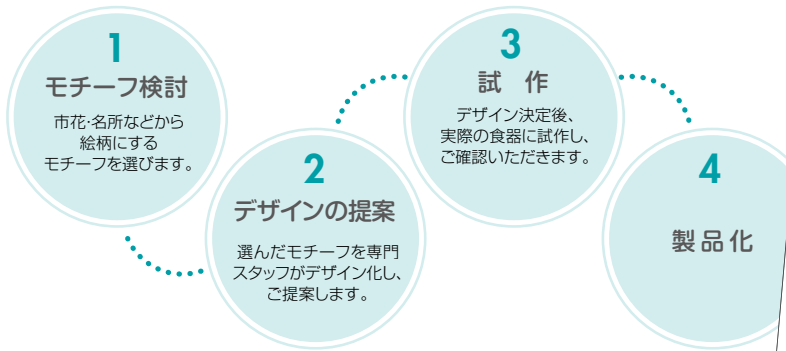 1
モチーフ検討
市花・名所などから
絵柄にする
モチーフを選びます。
2
デザインの提案
選んだモチーフを専門
スタッフがデザイン化し、
ご提案します。
3
試 作
デザイン決定後、
実際の食器に試作し、
ご確認いただきます。
4
製品化